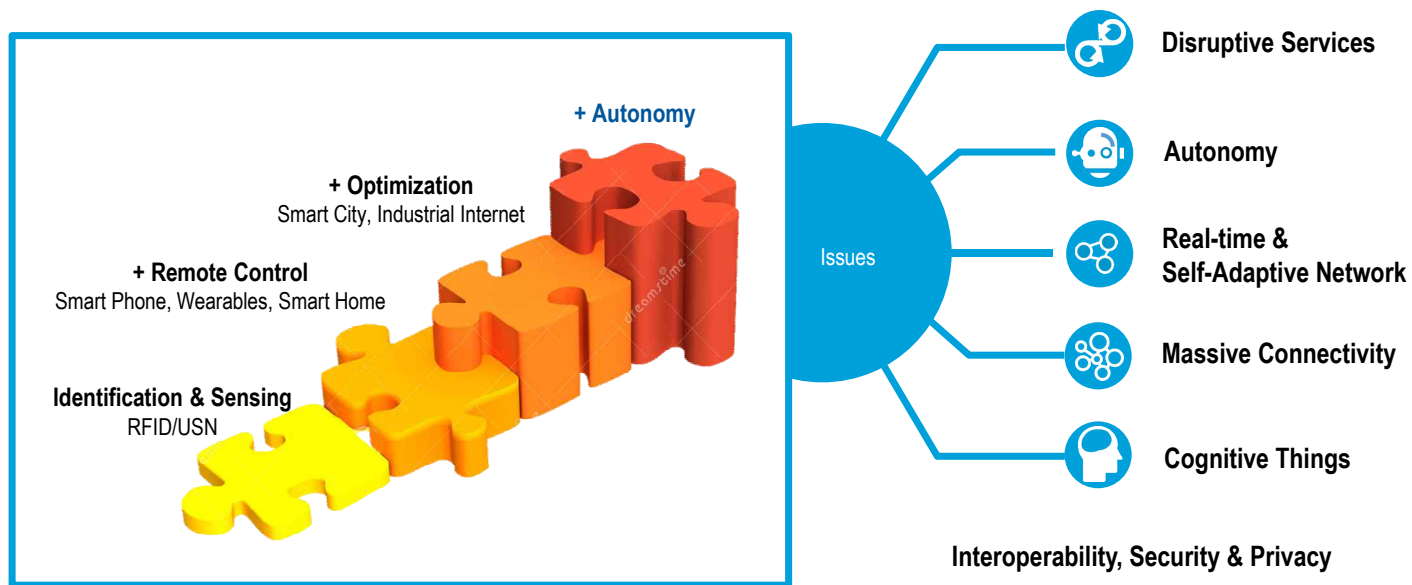 + Autonomy
+ Optimization
Smart City, Industrial Internet
+ Remote Control
Smart Phone, Wearables, Smart Home
Identification & Sensing
RFID/USN
dreamstime
Issues
Disruptive Services
Autonomy
Real-time &
Self-Adaptive Network
Massive Connectivity
Cognitive Things
Interoperability, Security & Privacy